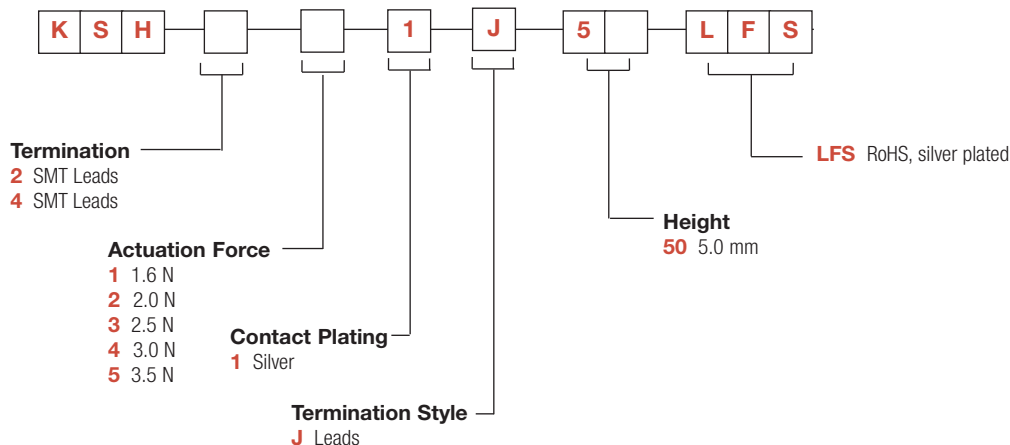 K S H 1 J 5 L F S
Termination
2 SMT Leads
4 SMT Leads
LFS RoHS, silver plated
Height
50 5.0 mm
Actuation Force
1 1.6 N
2 2.0 N
3 2.5 N
4 3.0 N
5 3.5 N
Contact Plating
1 Silver
Termination Style
J Leads